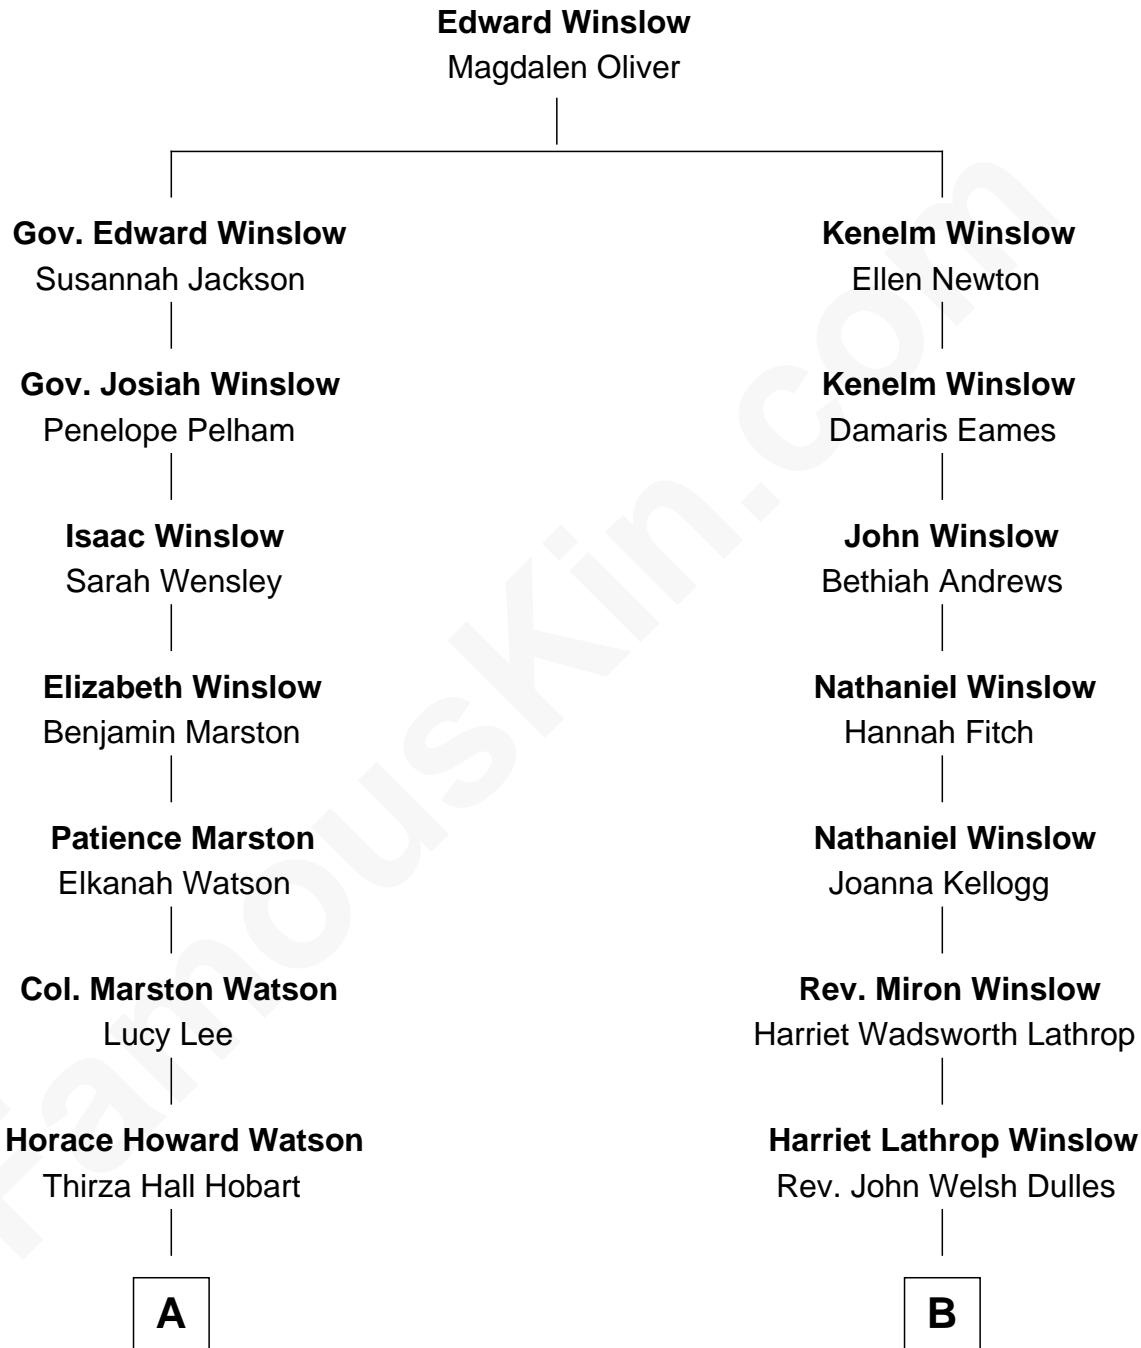 Edward Winslow
Magdalen Oliver
Gov. Edward Winslow
Susannah Jackson
Kenelm Winslow
Ellen Newton
Gov. Josiah Winslow
Penelope Pelham
Kenelm Winslow
Damaris Eames
Isaac Winslow
Sarah Wensley
John Winslow
Bethiah Andrews
Elizabeth Winslow
Benjamin Marston
Nathaniel Winslow
Hannah Fitch
Patience Marston
Elkanah Watson
Nathaniel Winslow
Joanna Kellogg
Col. Marston Watson
Lucy Lee
Rev. Miron Winslow
Harriet Wadsworth Lathrop
Horace Howard Watson
Thirza Hall Hobart
Harriet Lathrop Winslow
Rev. John Welsh Dulles
A
B
FamousKin.com